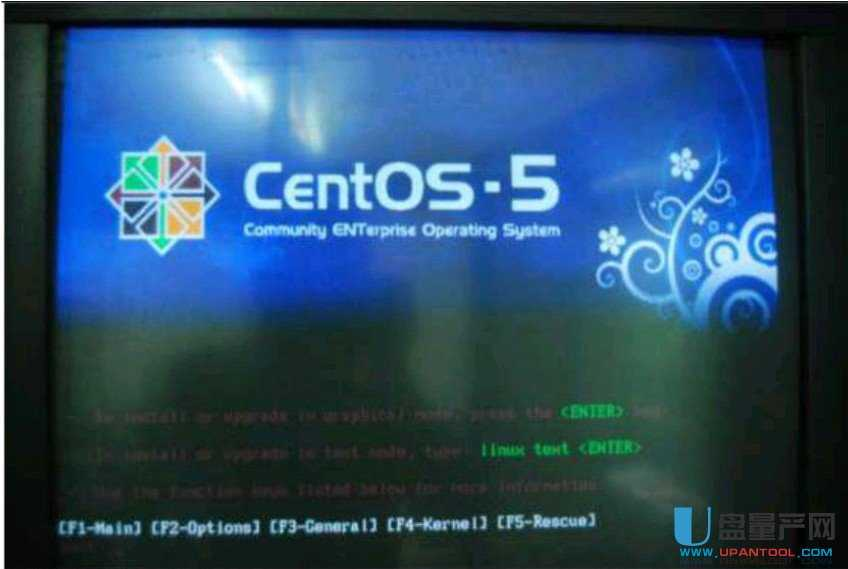 CentOS - 5
Community ENTerprise Operating System
- To install or upgrade in graphical mode, press the <ENTER> key.
- To install or upgrade in text mode, type: linux text <ENTER>
- Use the function keys listed below for more information.
[F1-Main] [F2-Options] [F3-General] [F4-Kernel] [F5-Rescue]
U盘量产网
WWW.UPANTOOL.COM